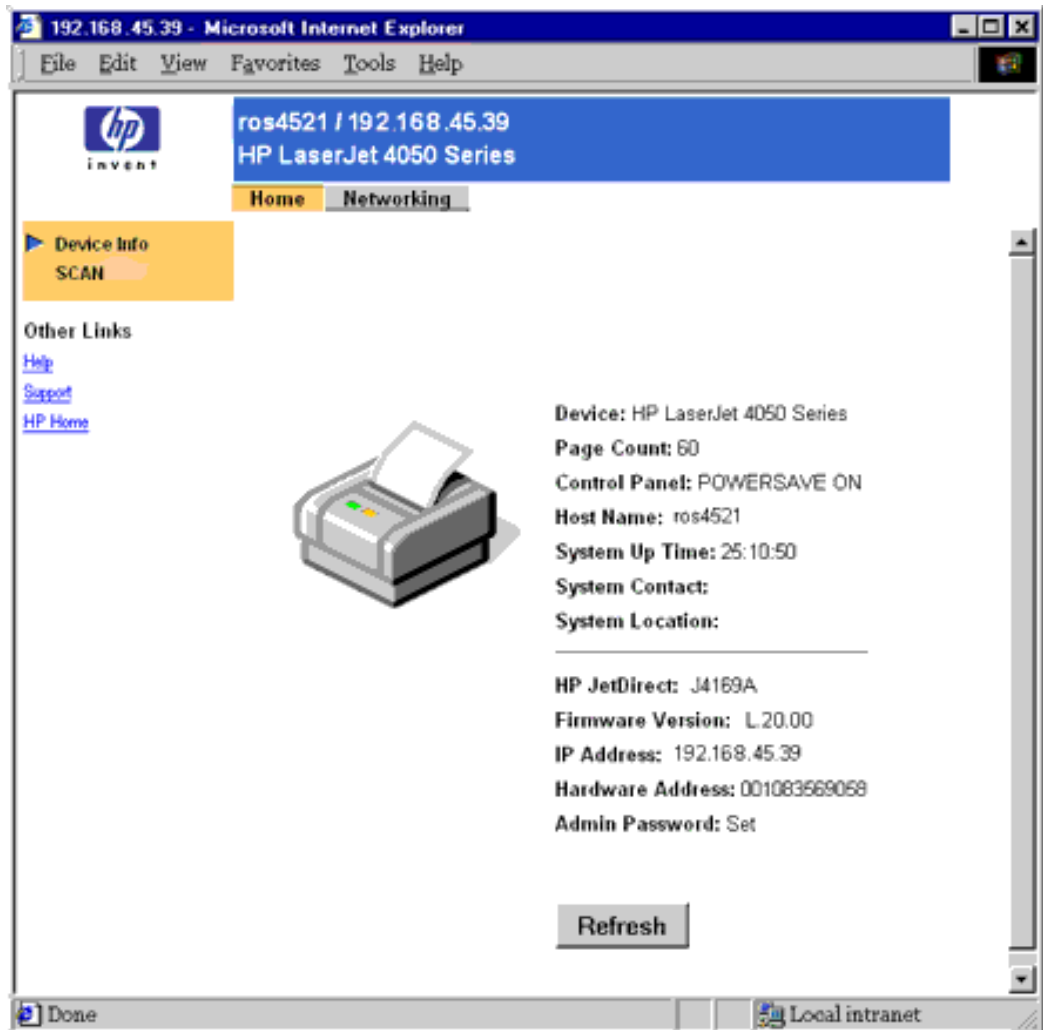 192.168.45.39 - Microsoft Internet Explorer
File Edit View Favorites Tools Help
hp
invent
ros4521 / 192.168.45.39
HP LaserJet 4050 Series
Home Networking
Device Info
SCAN
Other Links
Help
Support
HP Home
Device: HP LaserJet 4050 Series
Page Count: 60
Control Panel: POWERSAVE ON
Host Name: ros4521
System Up Time: 25:10:50
System Contact:
System Location:
HP JetDirect: J4169A
Firmware Version: L.20.00
IP Address: 192.168.45.39
Hardware Address: 001083569058
Admin Password: Set
Refresh
Done
Local intranet